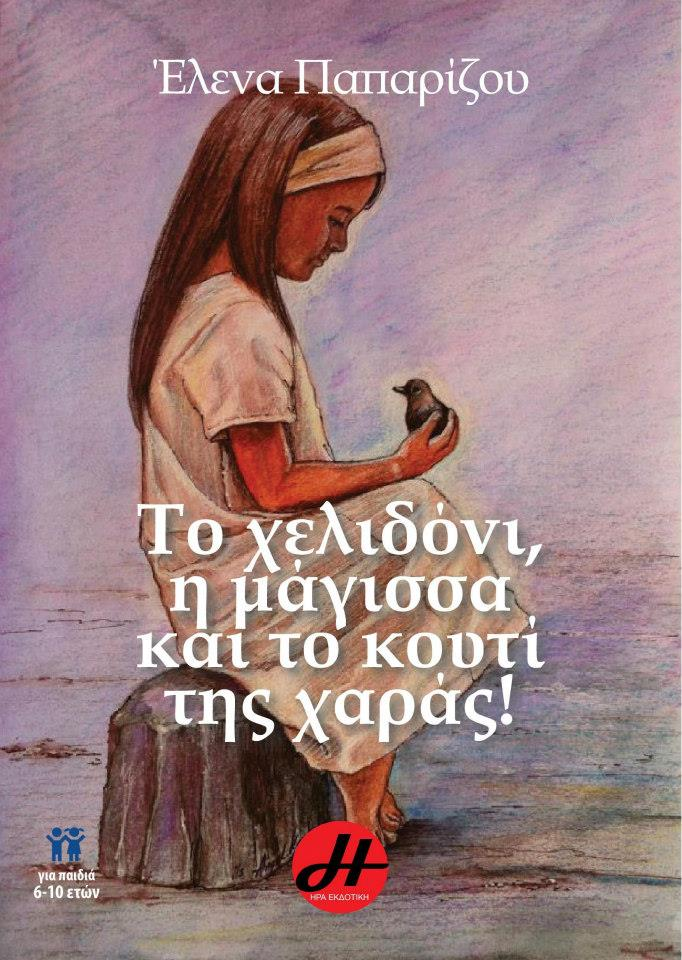 Έλενα Παπαρίζου
Το χελιδόνι,
η μάγισσα
και το κουτί
της χαράς!
για παιδιά
6-10 ετών
Η
ΗΡΑ ΕΚΔΟΤΙΚΗ